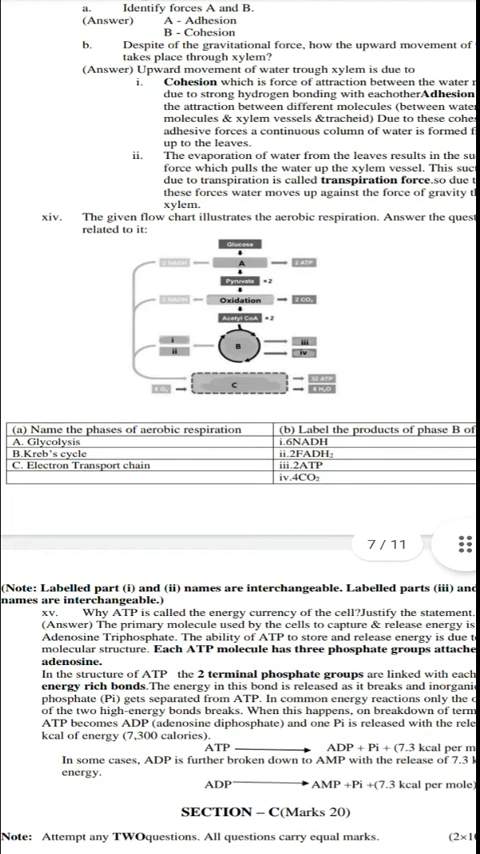 a. Identify forces A and B.
(Answer) A - Adhesion
B - Cohesion
b. Despite of the gravitational force, how the upward movement of
takes place through xylem?
(Answer) Upward movement of water trough xylem is due to
i. Cohesion which is force of attraction between the water
due to strong hydrogen bonding with eachotherAdhesion
the attraction between different molecules (between water
molecules & xylem vessels &tracheid) Due to these cohes
adhesive forces a continuous column of water is formed f
up to the leaves.
ii. The evaporation of water from the leaves results in the su
force which pulls the water up the xylem vessel. This suct
due to transpiration is called transpiration force.so due t
these forces water moves up against the force of gravity t
xylem.
xiv. The given flow chart illustrates the aerobic respiration. Answer the quest
related to it:
Glucose
2 NADH A 2 ATP
Pyruvate ×2
2 NADH Oxidation 2 CO₂
Acetyl CoA ×2
i B iii
ii iv
6 O₂ C 32 ATP
6 H₂O
(a) Name the phases of aerobic respiration (b) Label the products of phase B of
A. Glycolysis i.6NADH
B.Kreb's cycle ii.2FADH₂
C. Electron Transport chain iii.2ATP
iv.4CO₂
7 / 11
(Note: Labelled part (i) and (ii) names are interchangeable. Labelled parts (iii) and
names are interchangeable.)
xv. Why ATP is called the energy currency of the cell?Justify the statement.
(Answer) The primary molecule used by the cells to capture & release energy is
Adenosine Triphosphate. The ability of ATP to store and release energy is due t
molecular structure. Each ATP molecule has three phosphate groups attache
adenosine.
In the structure of ATP the 2 terminal phosphate groups are linked with each
energy rich bonds.The energy in this bond is released as it breaks and inorgani
phosphate (Pi) gets separated from ATP. In common energy reactions only the o
of the two high-energy bonds breaks. When this happens, on breakdown of term
ATP becomes ADP (adenosine diphosphate) and one Pi is released with the rele
kcal of energy (7,300 calories).
ATP ADP + Pi + (7.3 kcal per m
In some cases, ADP is further broken down to AMP with the release of 7.3 k
energy.
ADP AMP +Pi +(7.3 kcal per mole)
SECTION – C(Marks 20)
Note: Attempt any TWOquestions. All questions carry equal marks. (2×1